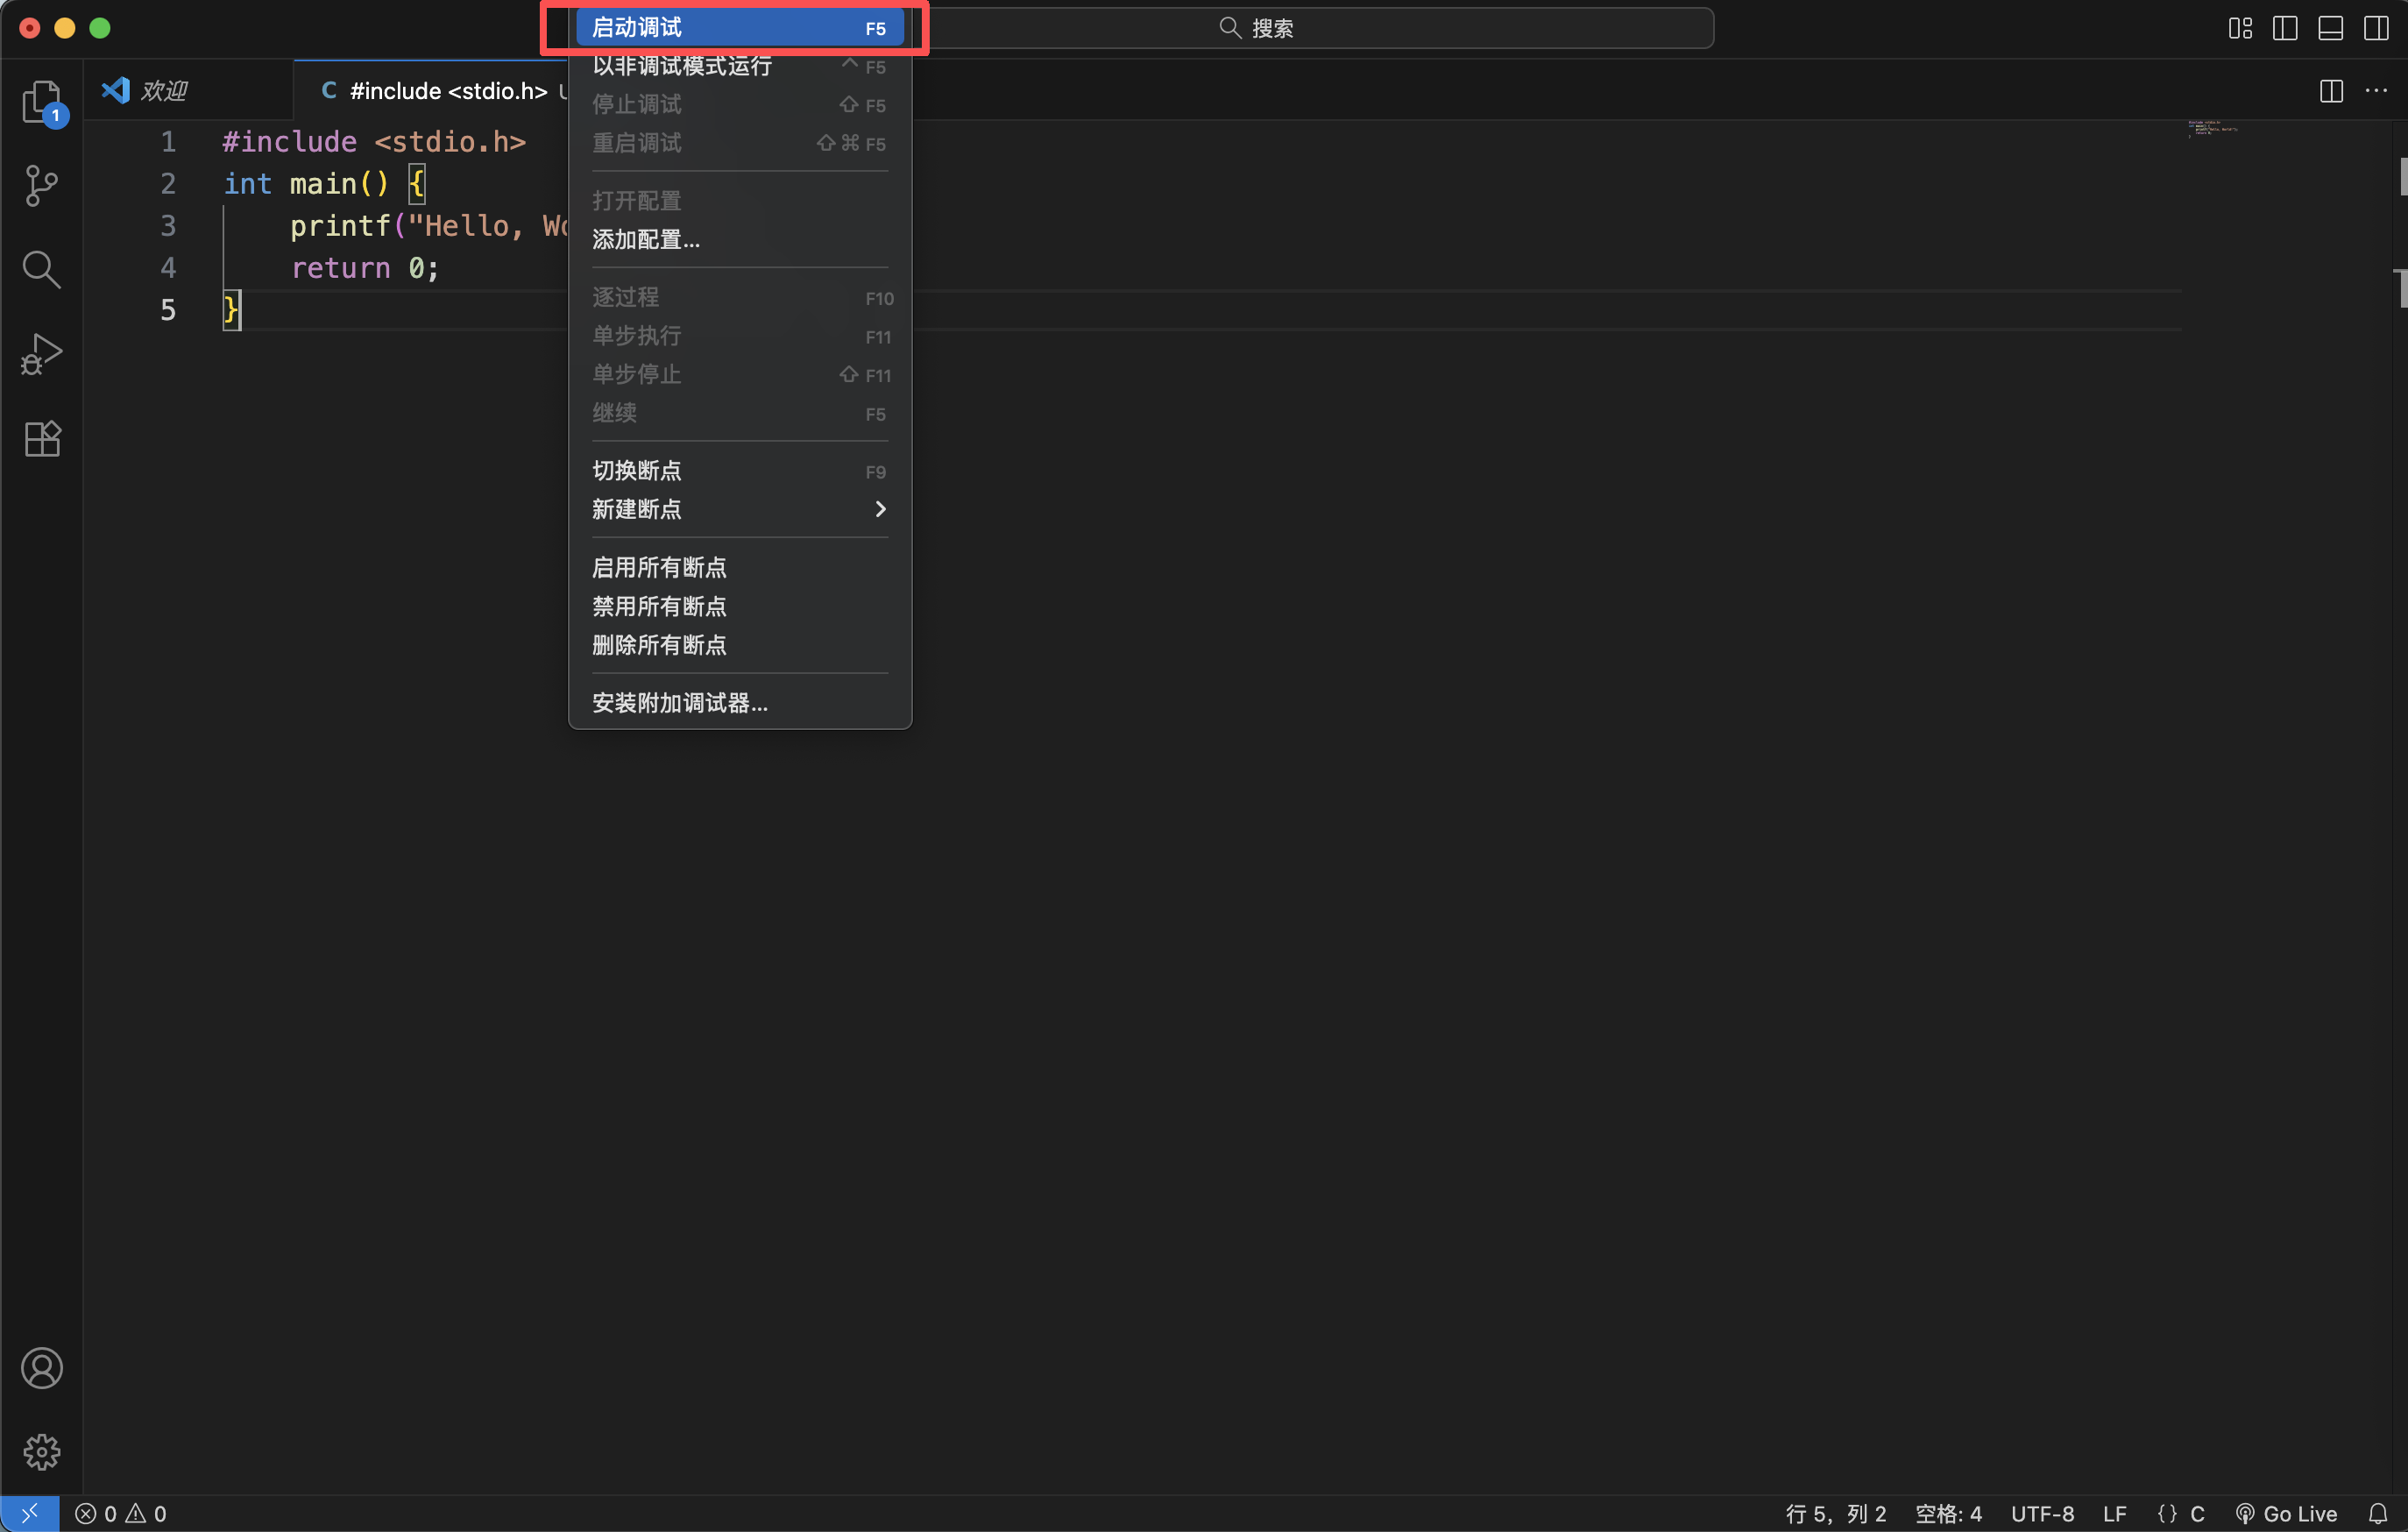 启动调试 F5
搜索
以非调试模式运行 ^ F5
停止调试 ⇧ F5
重启调试 ⇧ ⌘ F5
打开配置
添加配置...
逐过程 F10
单步执行 F11
单步停止 ⇧ F11
继续 F5
切换断点 F9
新建断点
启用所有断点
禁用所有断点
删除所有断点
安装附加调试器...
1
欢迎
C #include <stdio.h>
1 #include <stdio.h>
2 int main() {
3 printf("Hello,
4 return 0;
5 }
0 0
行 5，列 2 空格: 4 UTF-8 LF {} C Go Live